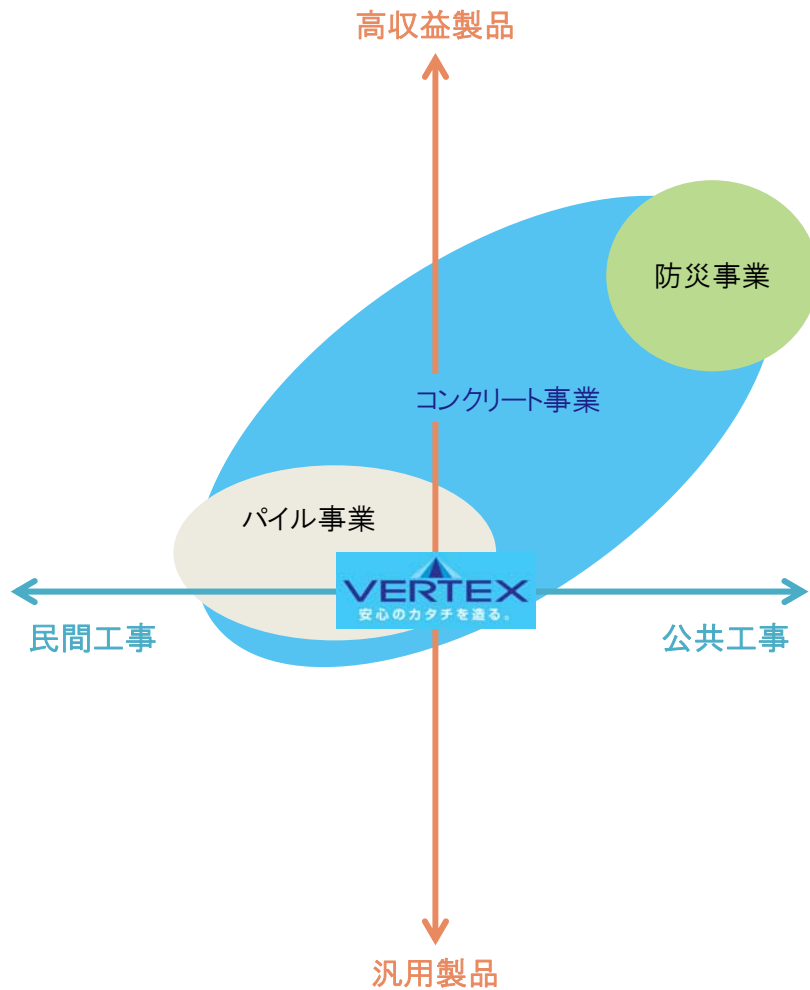 高収益製品
防災事業
コンクリート事業
パイル事業
VERTEX
安心のカタチを造る。
民間工事
公共工事
汎用製品